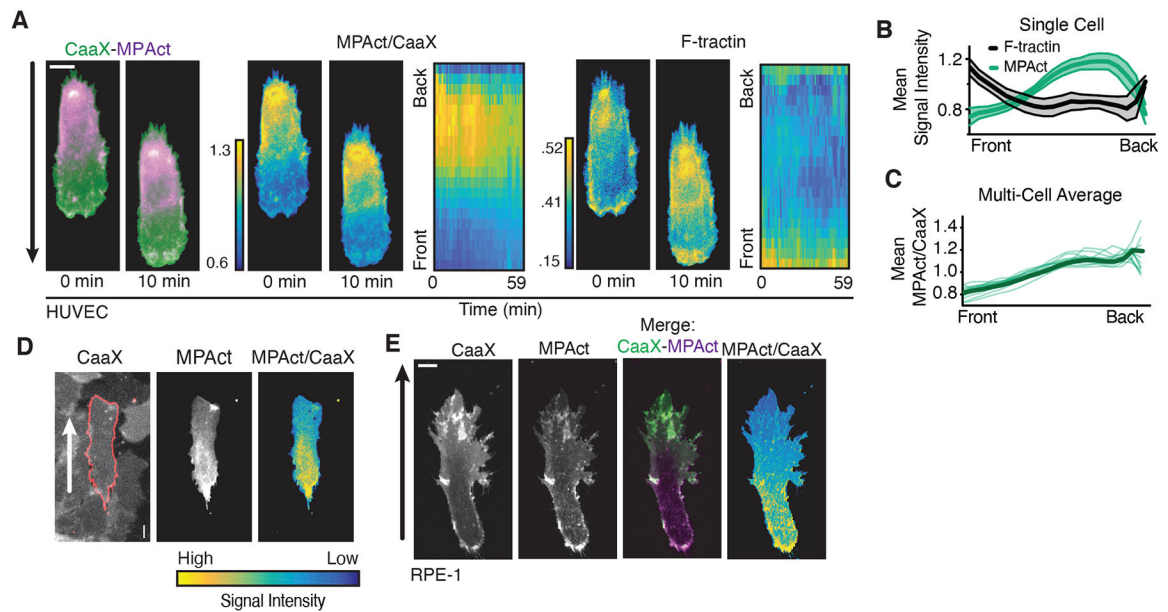 A
CaaX-MPAct
MPAct/CaaX
F-tractin
Back
Front
1.3
0.6
.52
.41
.15
0 min
10 min
0 min
10 min
0
59
0 min
10 min
Back
Front
0
59
HUVEC
Time (min)
B
Single Cell
F-tractin
MPAct
Mean
Signal Intensity
1.2
0.8
Front
Back
C
Multi-Cell Average
Mean
MPAct/CaaX
1.4
1.2
1.0
0.8
Front
Back
D
CaaX
MPAct
MPAct/CaaX
High
Low
Signal Intensity
E
CaaX
MPAct
Merge:
CaaX-MPAct
MPAct/CaaX
RPE-1